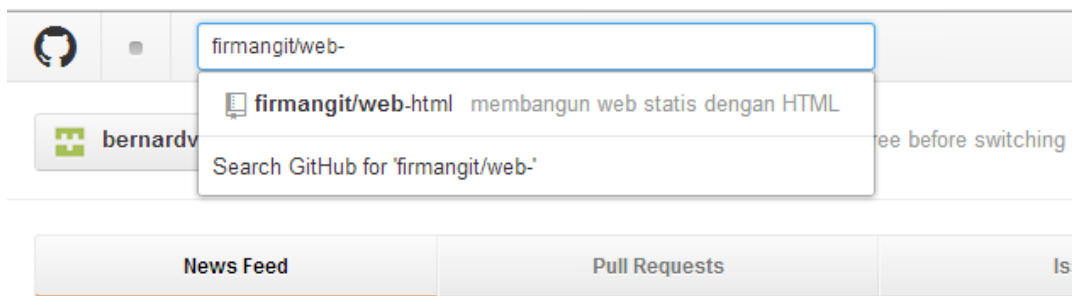 firmangit/web-
firmangit/web-html membangun web statis dengan HTML
bernardv
ee before switching
Search GitHub for 'firmangit/web-'
News Feed
Pull Requests
Is